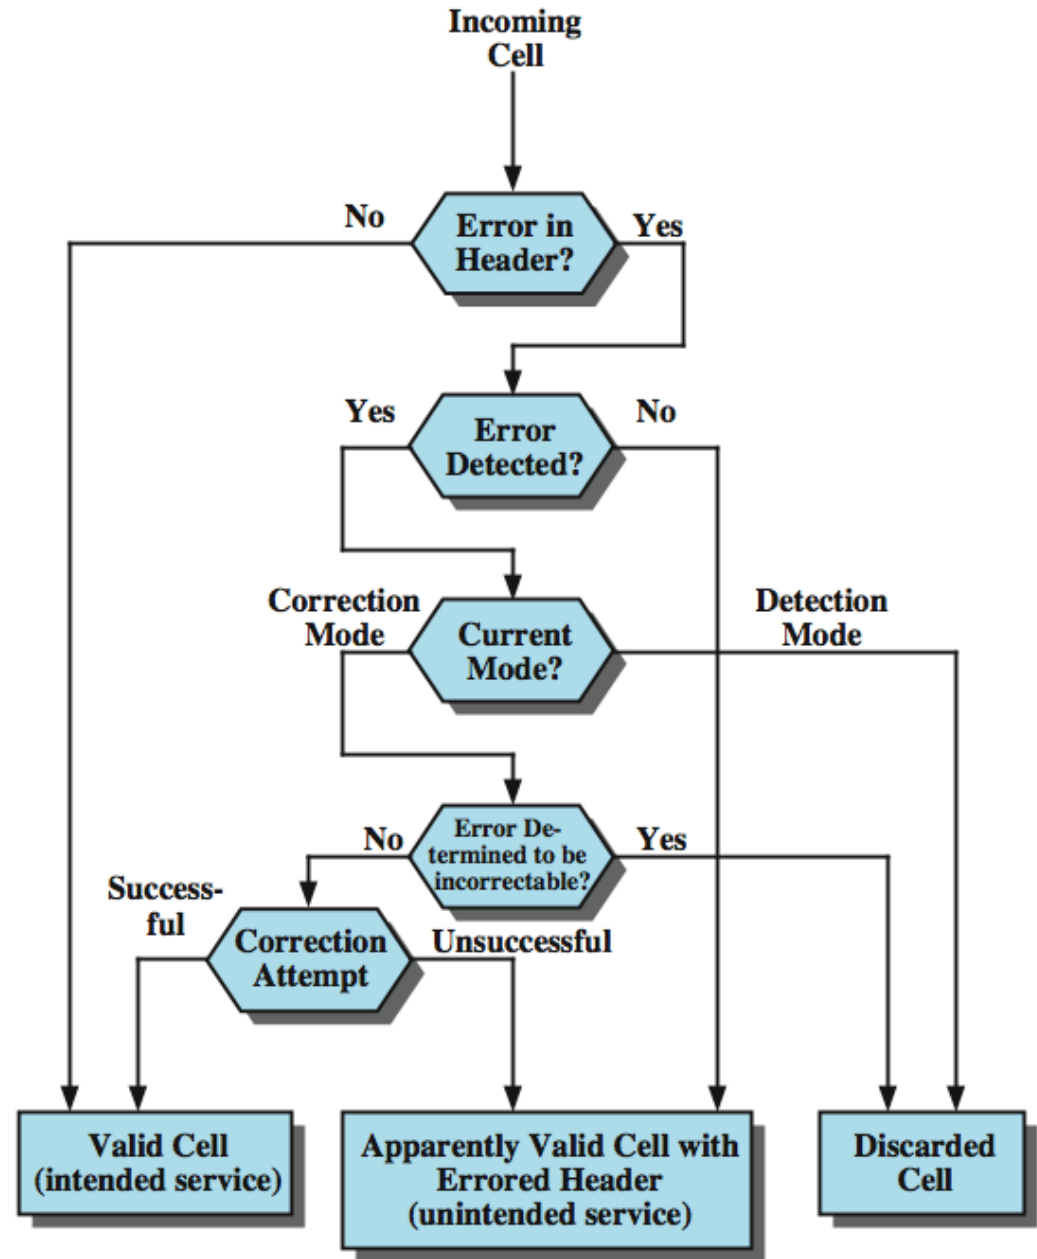 Incoming
Cell
No
Error in
Header?
Yes
Yes
Error
Detected?
No
Correction
Mode
Current
Mode?
Detection
Mode
No
Error De-
termined to be
incorrectable?
Yes
Success-
ful
Correction
Attempt
Unsuccessful
Valid Cell
(intended service)
Apparently Valid Cell with
Errored Header
(unintended service)
Discarded
Cell